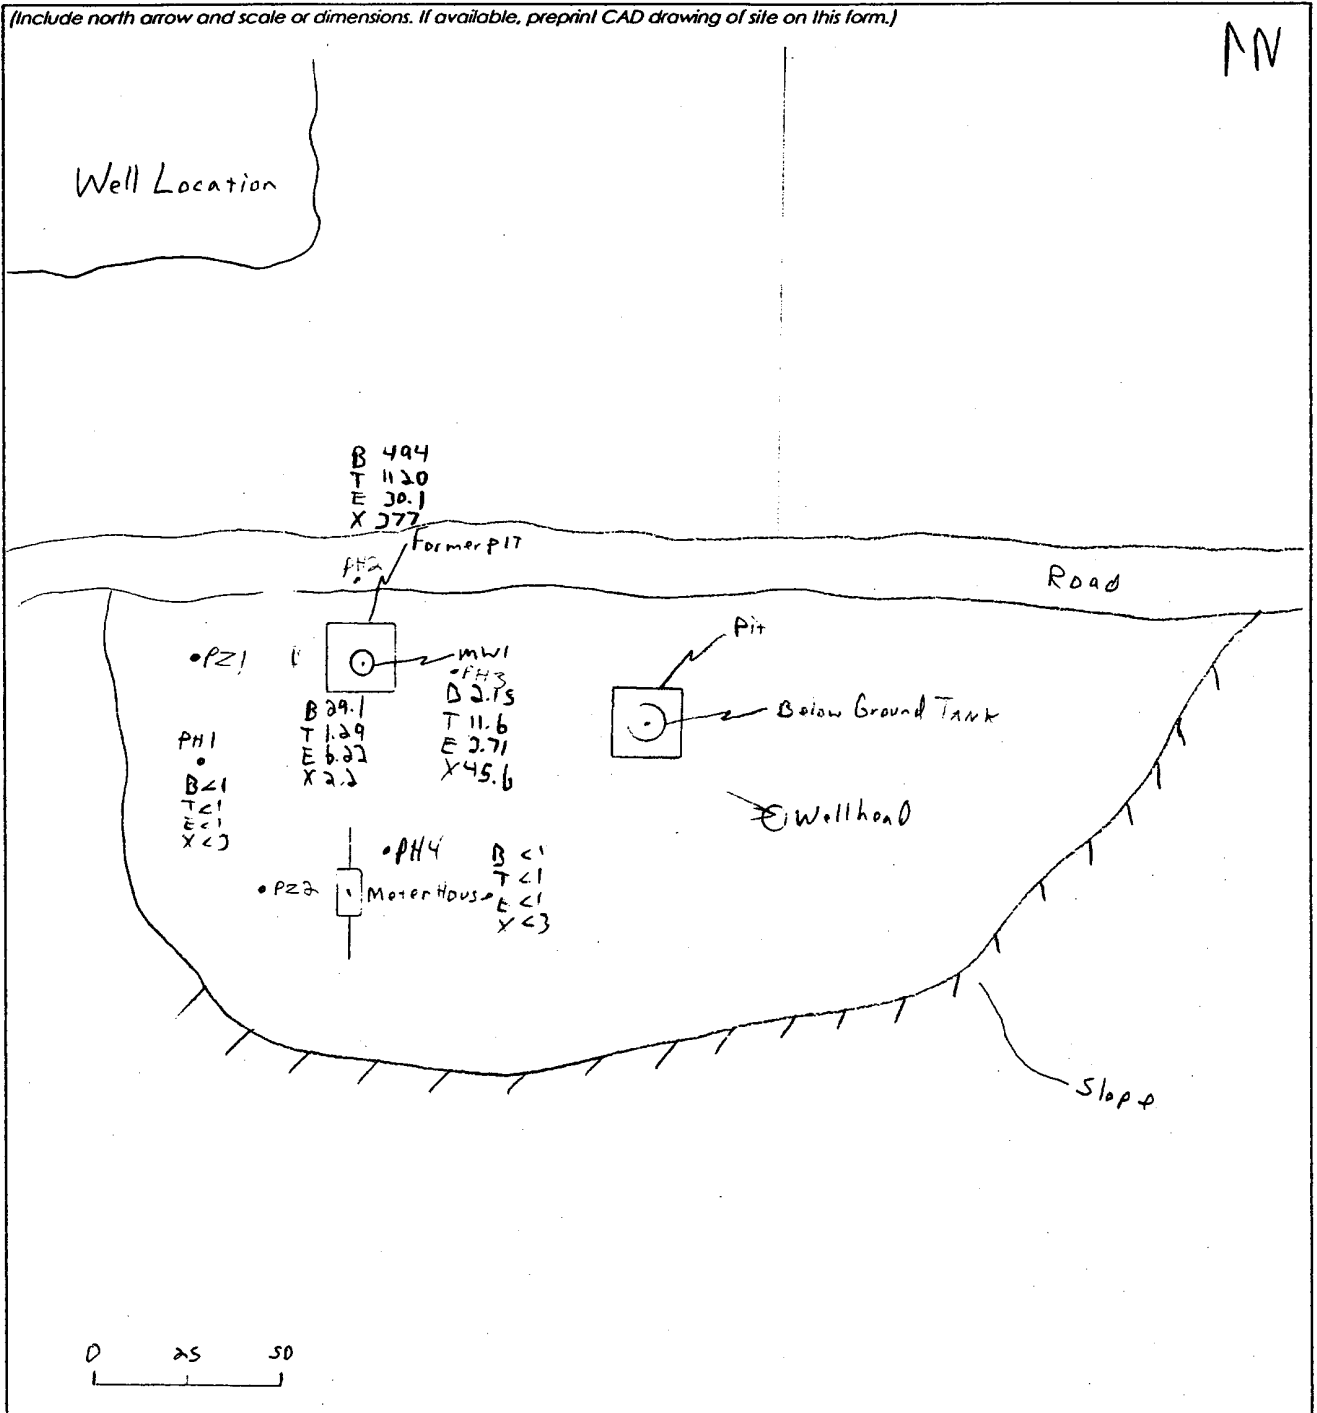 (Include north arrow and scale or dimensions. If available, preprint CAD drawing of site on this form.)
N
Well Location
B 494
T 1120
E 30.1
X 377
Former PIT
PH2
Road
Pit
PZ1
MW1
PH3
B 29.1
T 1.29
E 6.22
X 2.2
B 2.15
T 11.6
E 2.71
X 45.6
Below Ground Tank
PH1
B<1
T<1
E<1
X<3
Wellhead
PH4
B <1
T <1
E <1
X <3
PZ2
Meter House
Slope
0 25 50